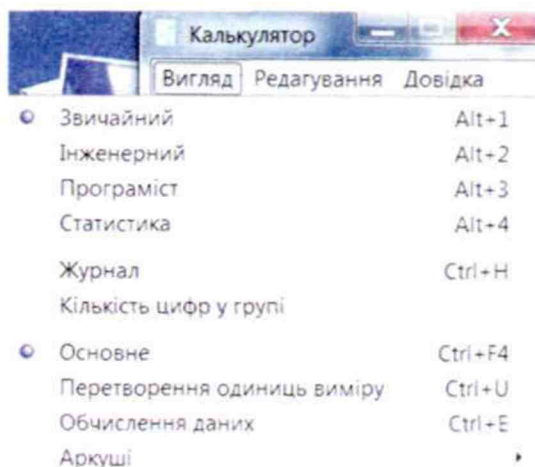 Калькулятор
Вигляд Редагування Довідка
Звичайний Alt+1
Інженерний Alt+2
Програміст Alt+3
Статистика Alt+4
Журнал Ctrl+H
Кількість цифр у групі
Основне Ctrl+F4
Перетворення одиниць виміру Ctrl+U
Обчислення даних Ctrl+E
Аркуші